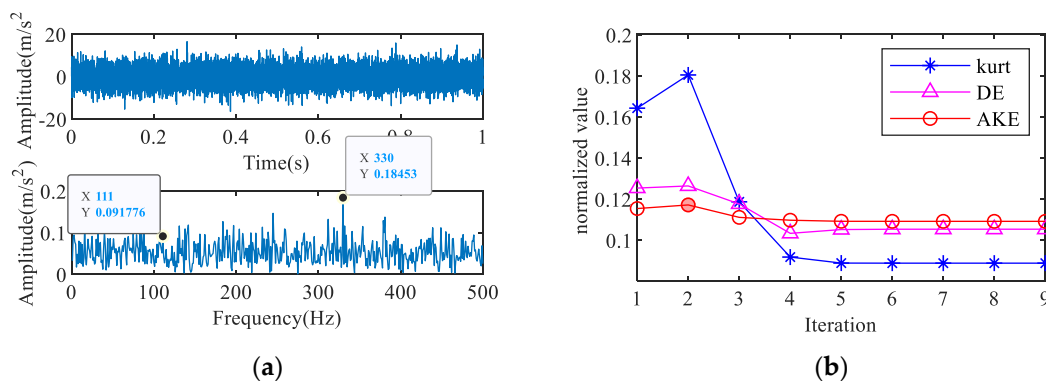 Amplitude(m/s²)
20
0
-20
0
0.2
0.4
0.6
0.8
1
Time(s)
X 330
Y 0.18453
X 111
Y 0.091776
Amplitude(m/s²)
0.2
0.1
0
0
100
200
300
400
500
Frequency(Hz)
(a)
normalized value
0.2
0.18
0.16
0.14
0.12
0.1
kurt
DE
AKE
1
2
3
4
5
6
7
8
9
Iteration
(b)